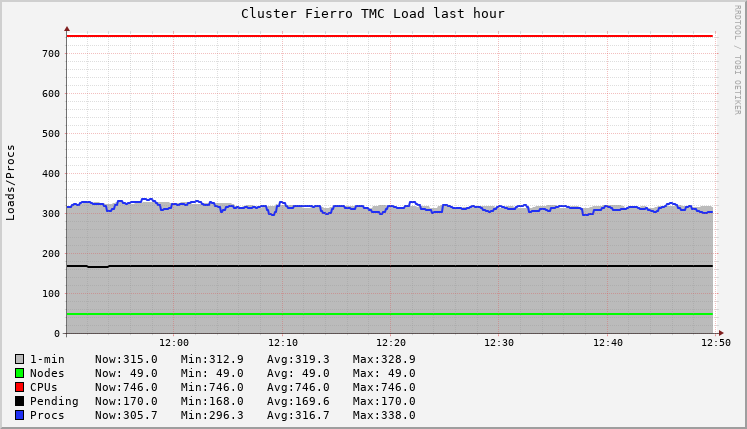 Cluster Fierro TMC Load last hour
RRDTOOL / TOBI OETIKER
Loads/Procs
700
600
500
400
300
200
100
0
12:00 12:10 12:20 12:30 12:40 12:50
1-min Now:315.0 Min:312.9 Avg:319.3 Max:328.9
Nodes Now: 49.0 Min: 49.0 Avg: 49.0 Max: 49.0
CPUs Now:746.0 Min:746.0 Avg:746.0 Max:746.0
Pending Now:170.0 Min:168.0 Avg:169.6 Max:170.0
Procs Now:305.7 Min:296.3 Avg:316.7 Max:338.0